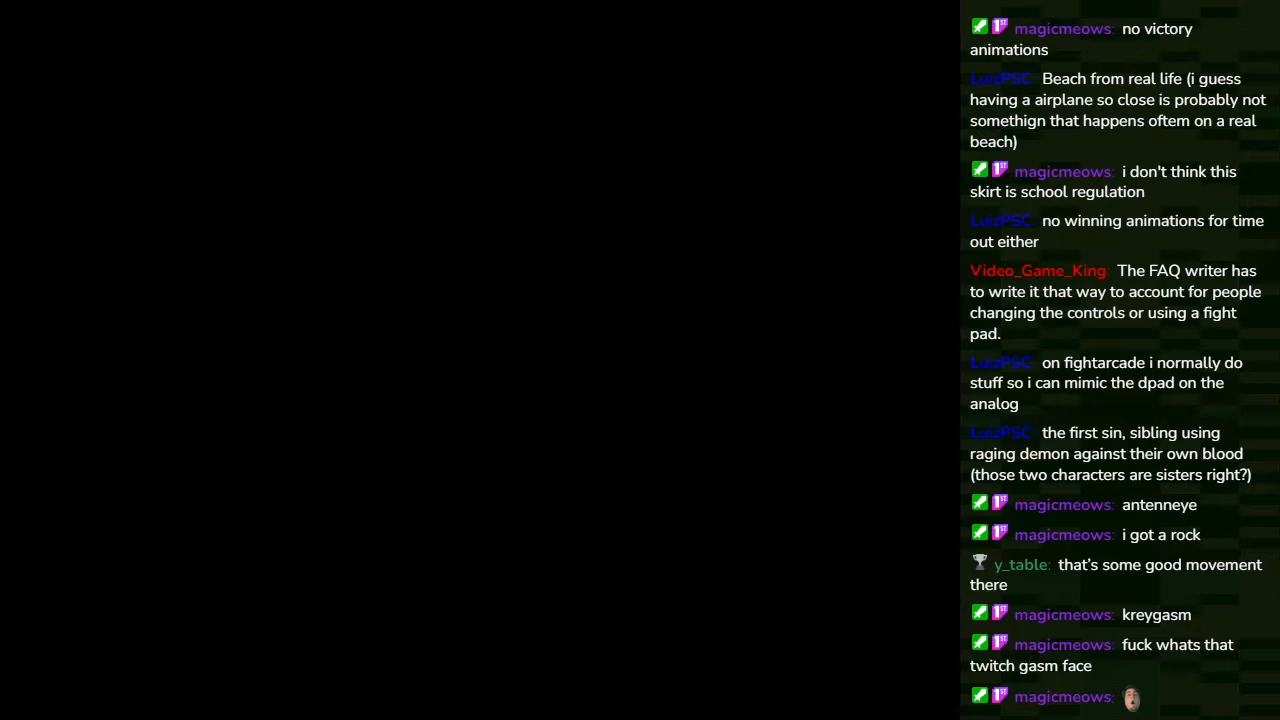 magicmeows: no victory
animations
LuizPSC: Beach from real life (i guess
having a airplane so close is probably not
somethign that happens oftem on a real
beach)
magicmeows: i don't think this
skirt is school regulation
LuizPSC: no winning animations for time
out either
Video_Game_King: The FAQ writer has
to write it that way to account for people
changing the controls or using a fight
pad.
LuizPSC: on fightarcade i normally do
stuff so i can mimic the dpad on the
analog
LuizPSC: the first sin, sibling using
raging demon against their own blood
(those two characters are sisters right?)
magicmeows: antenneye
magicmeows: i got a rock
y_table: that's some good movement
there
magicmeows: kreygasm
magicmeows: fuck whats that
twitch gasm face
magicmeows: